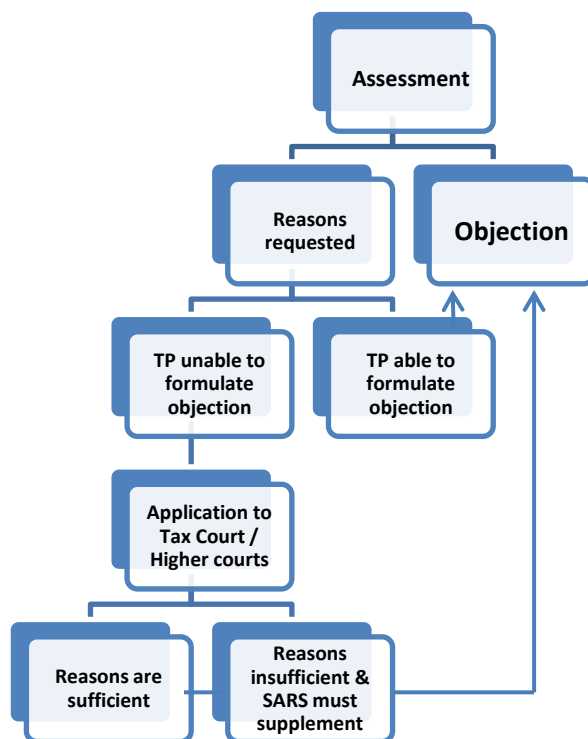 Assessment
Reasons
requested
Objection
TP unable to
formulate
objection
TP able to
formulate
objection
Application to
Tax Court /
Higher courts
Reasons are
sufficient
Reasons
insufficient &
SARS must
supplement